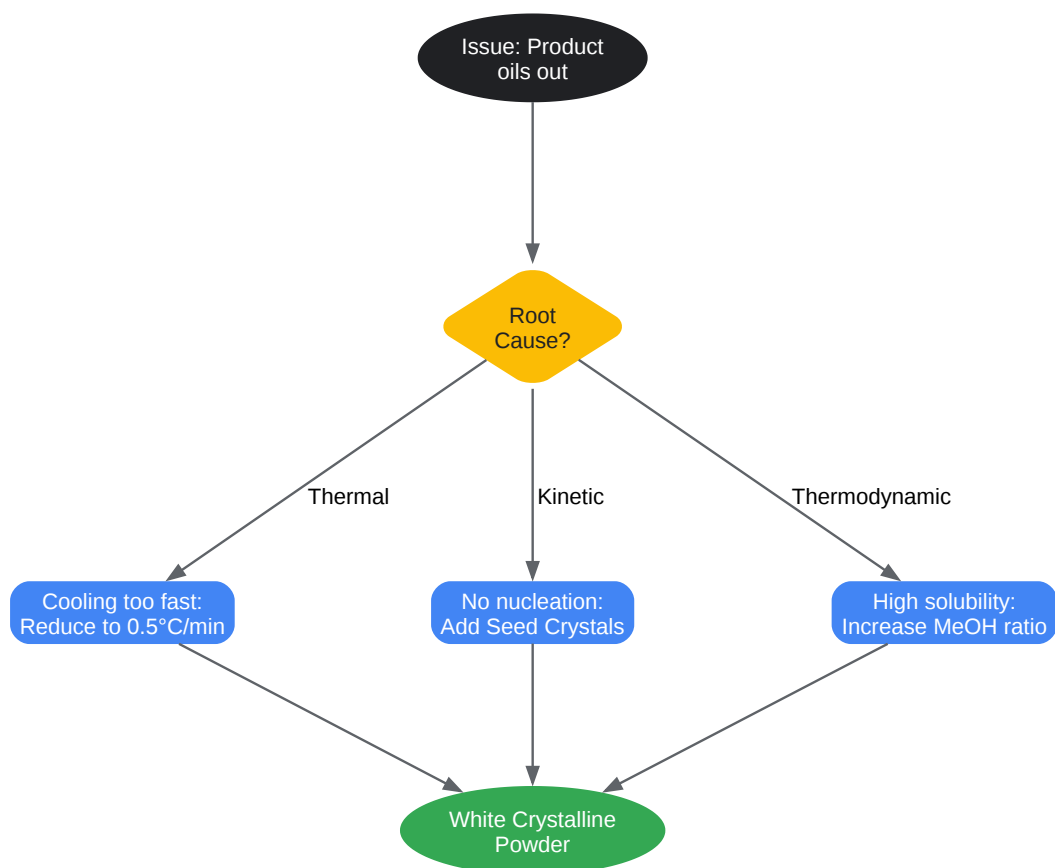 Issue: Product
oils out
Root
Cause?
Thermal
Kinetic
Thermodynamic
Cooling too fast:
Reduce to 0.5°C/min
No nucleation:
Add Seed Crystals
High solubility:
Increase MeOH ratio
White Crystalline
Powder